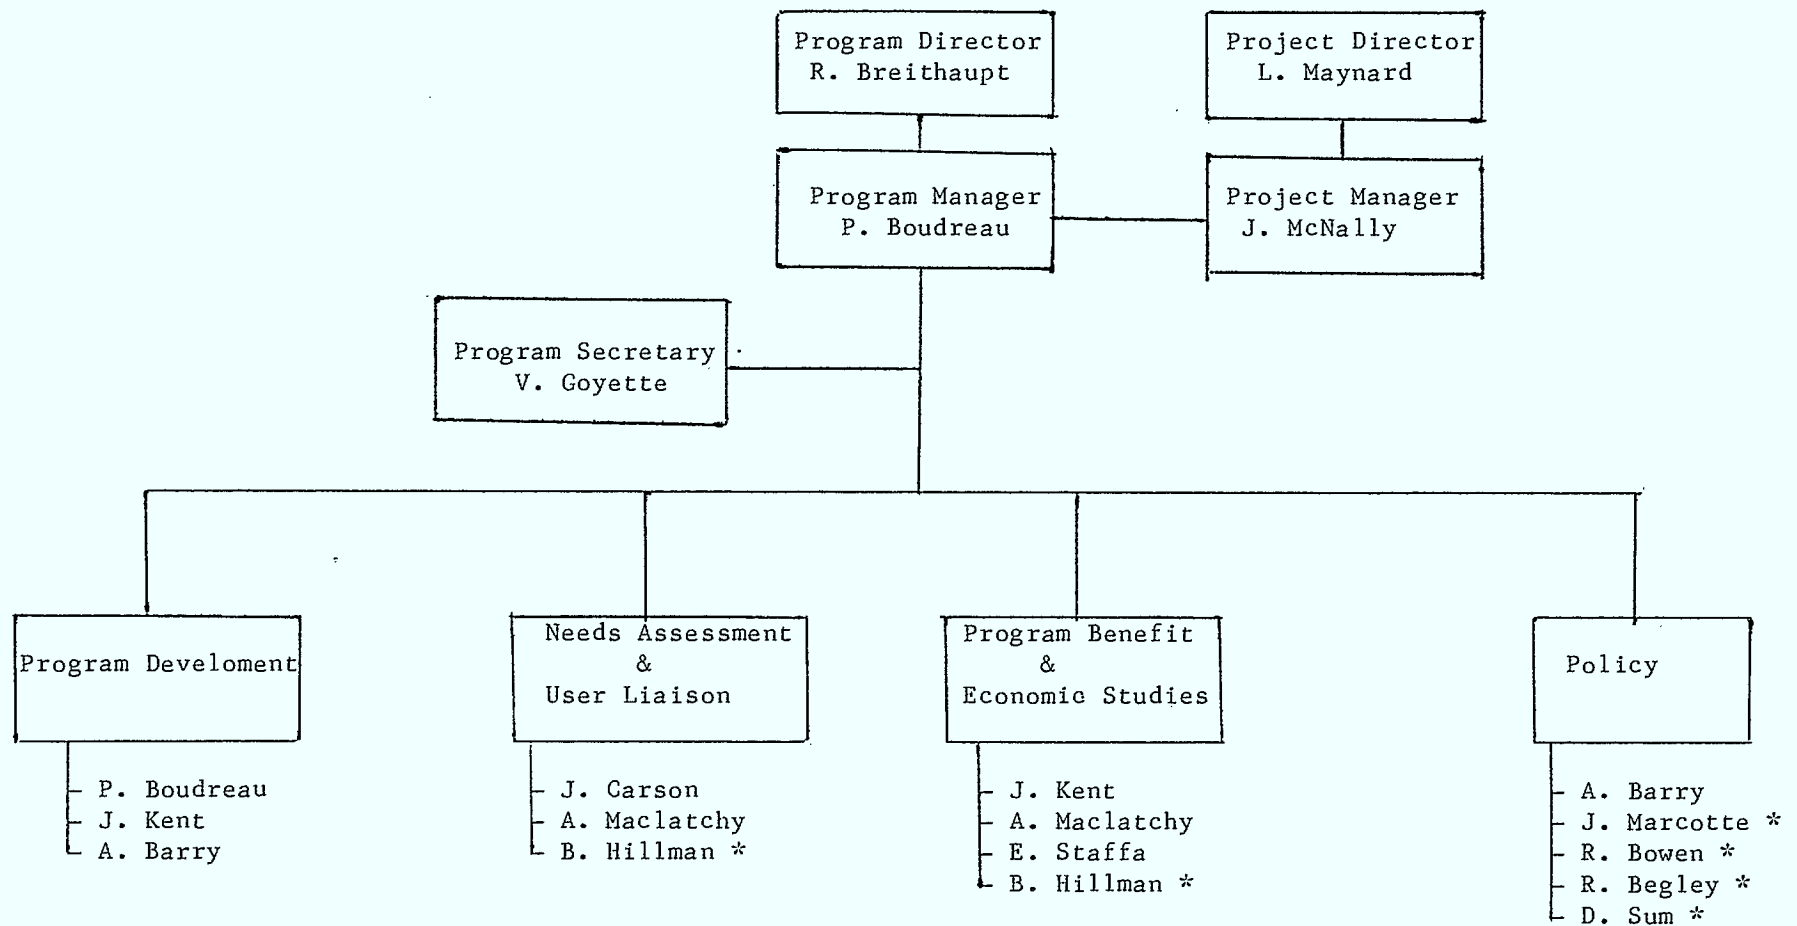 Program Director
R. Breithaupt
Project Director
L. Maynard
Program Manager
P. Boudreau
Project Manager
J. McNally
Program Secretary
V. Goyette
Program Develoment
Needs Assessment
&
User Liaison
Program Benefit
&
Economic Studies
Policy
- P. Boudreau
- J. Kent
- A. Barry
- J. Carson
- A. Maclatchy
- B. Hillman *
- J. Kent
- A. Maclatchy
- E. Staffa
- B. Hillman *
- A. Barry
- J. Marcotte *
- R. Bowen *
- R. Begley *
- D. Sum *